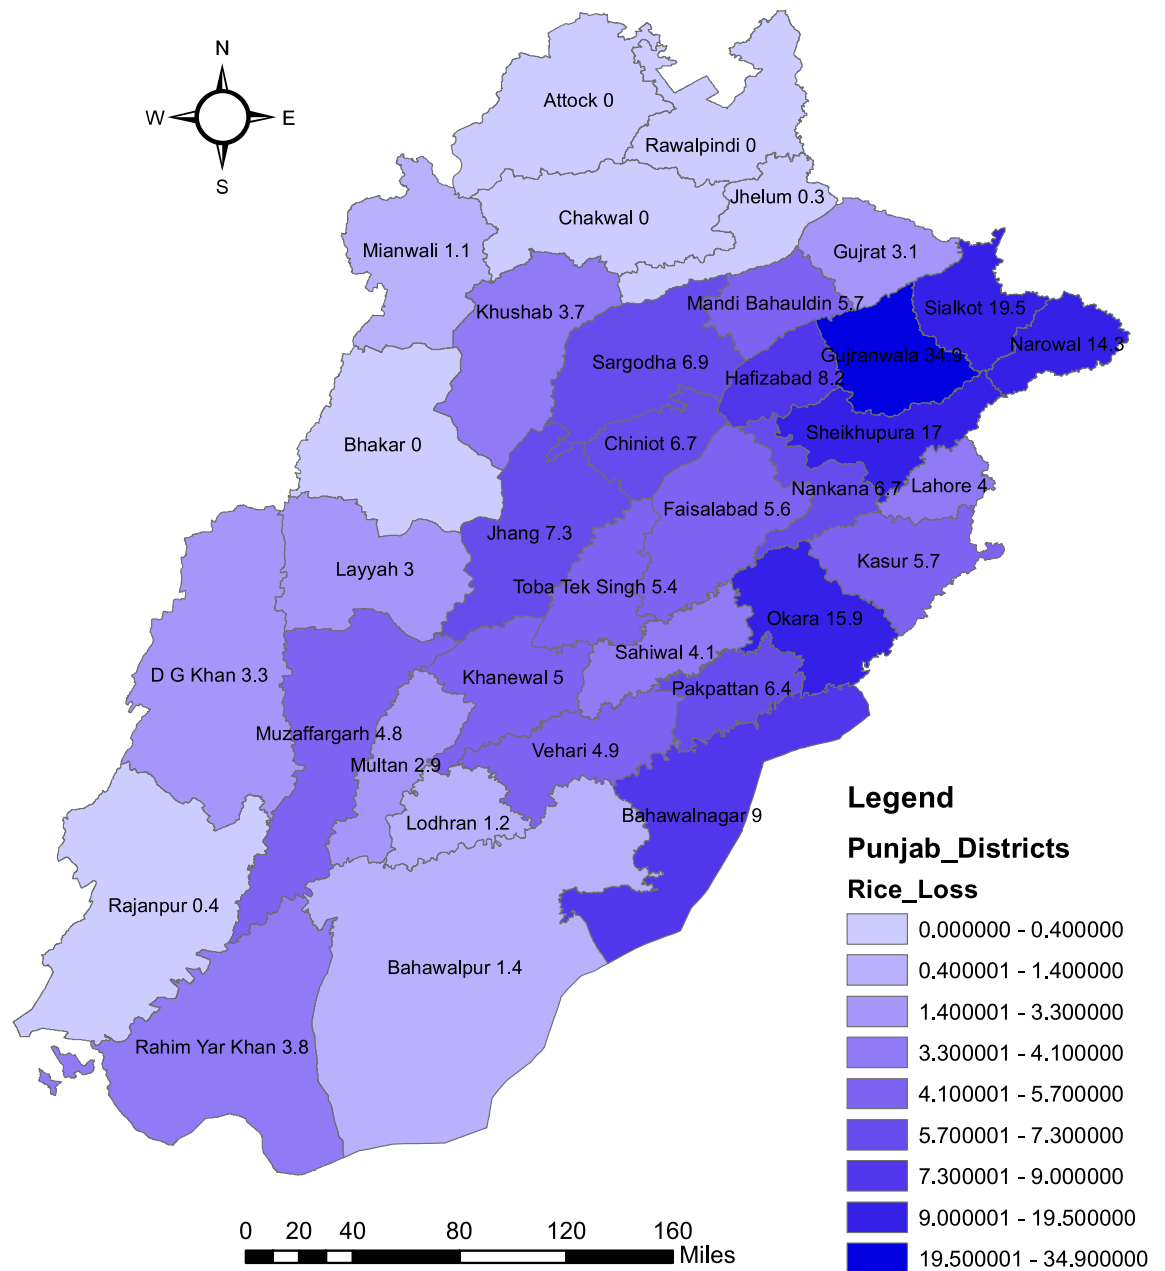 N
W E
S
Attock 0
Rawalpindi 0
Jhelum 0.3
Chakwal 0
Mianwali 1.1
Gujrat 3.1
Khushab 3.7
Mandi Bahauldin 5.7
Sialkot 19.5
Narowal 14.3
Gujranwala 34.9
Sargodha 6.9
Hafizabad 8.2
Bhakar 0
Chiniot 6.7
Sheikhupura 17
Nankana 6.7
Lahore 4
Faisalabad 5.6
Jhang 7.3
Kasur 5.7
Layyah 3
Toba Tek Singh 5.4
Okara 15.9
Sahiwal 4.1
D G Khan 3.3
Khanewal 5
Pakpattan 6.4
Muzaffargarh 4.8
Vehari 4.9
Multan 2.9
Lodhran 1.2
Bahawalnagar 9
Rajanpur 0.4
Bahawalpur 1.4
Rahim Yar Khan 3.8
Legend
Punjab_Districts
Rice_Loss
0.000000 - 0.400000
0.400001 - 1.400000
1.400001 - 3.300000
3.300001 - 4.100000
4.100001 - 5.700000
5.700001 - 7.300000
7.300001 - 9.000000
9.000001 - 19.500000
19.500001 - 34.900000
0 20 40 80 120 160
Miles